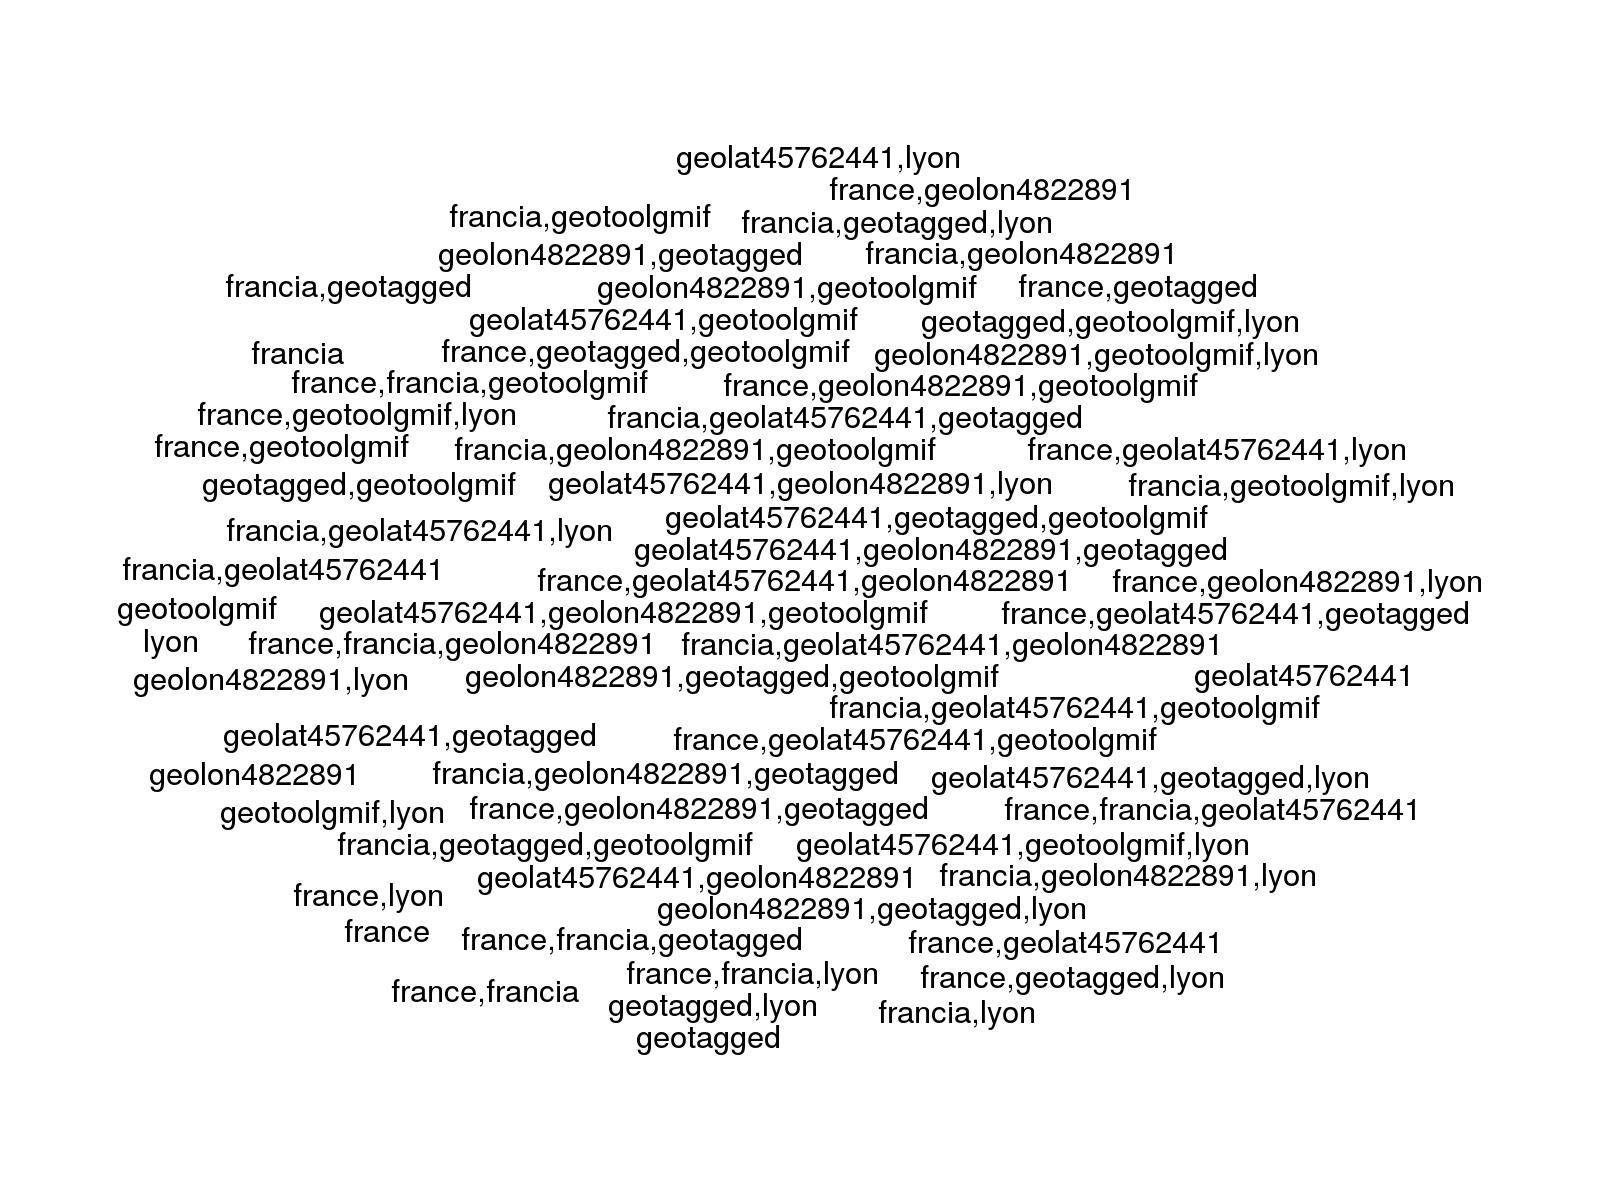 geolat45762441,lyon
france,geolon4822891
francia,geotoolgmif francia,geotagged,lyon
geolon4822891,geotagged francia,geolon4822891
francia,geotagged geolon4822891,geotoolgmif france,geotagged
geolat45762441,geotoolgmif geotagged,geotoolgmif,lyon
francia france,geotagged,geotoolgmif geolon4822891,geotoolgmif,lyon
france,francia,geotoolgmif france,geolon4822891,geotoolgmif
france,geotoolgmif,lyon francia,geolat45762441,geotagged
france,geotoolgmif francia,geolon4822891,geotoolgmif france,geolat45762441,lyon
geotagged,geotoolgmif geolat45762441,geolon4822891,lyon francia,geotoolgmif,lyon
francia,geolat45762441,lyon geolat45762441,geotagged,geotoolgmif
geolat45762441,geolon4822891,geotagged
francia,geolat45762441 france,geolat45762441,geolon4822891 france,geolon4822891,lyon
geotoolgmif geolat45762441,geolon4822891,geotoolgmif france,geolat45762441,geotagged
lyon france,francia,geolon4822891 francia,geolat45762441,geolon4822891
geolon4822891,lyon geolon4822891,geotagged,geotoolgmif geolat45762441
francia,geolat45762441,geotoolgmif
geolat45762441,geotagged france,geolat45762441,geotoolgmif
geolon4822891 francia,geolon4822891,geotagged geolat45762441,geotagged,lyon
geotoolgmif,lyon france,geolon4822891,geotagged france,francia,geolat45762441
francia,geotagged,geotoolgmif geolat45762441,geotoolgmif,lyon
geolat45762441,geolon4822891 francia,geolon4822891,lyon
france,lyon geolon4822891,geotagged,lyon
france france,francia,geotagged france,geolat45762441
france,francia,lyon france,geotagged,lyon
france,francia geotagged,lyon francia,lyon
geotagged